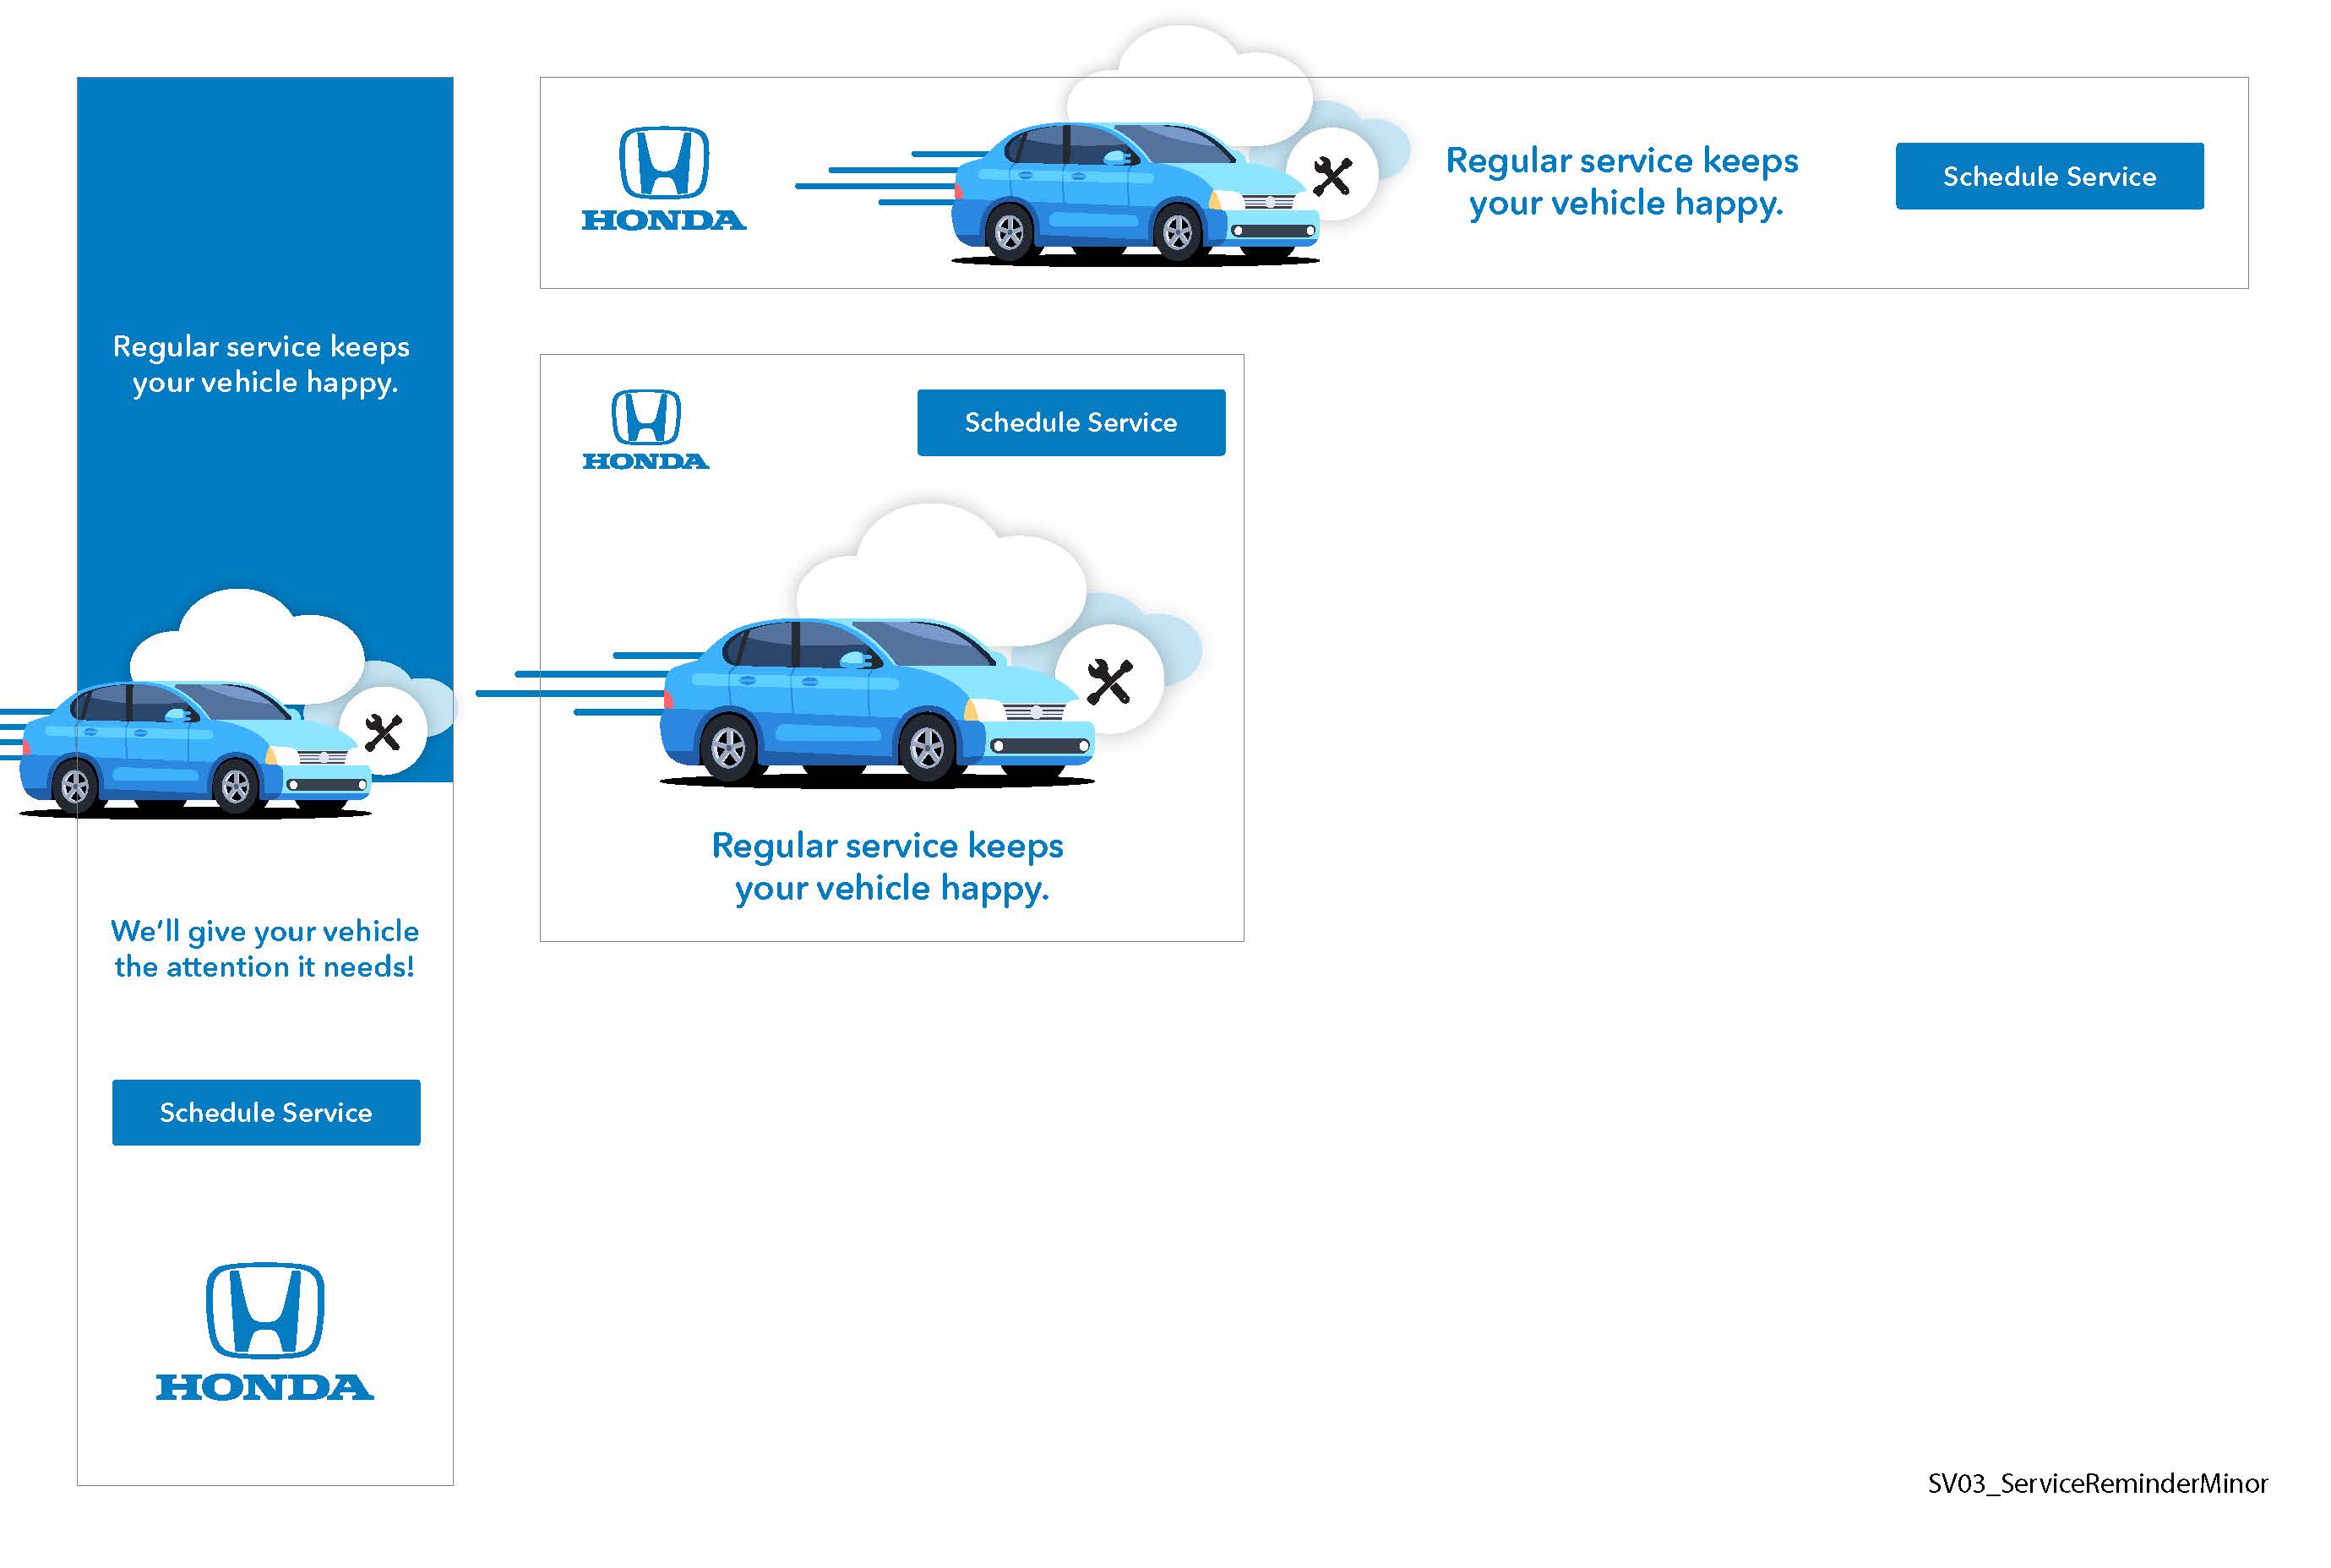 Regular service keeps
your vehicle happy.
We'll give your vehicle
the attention it needs!
Schedule Service
HONDA
HONDA
Regular service keeps
your vehicle happy.
Schedule Service
HONDA
Schedule Service
Regular service keeps
your vehicle happy.
SV03_ServiceReminderMinor